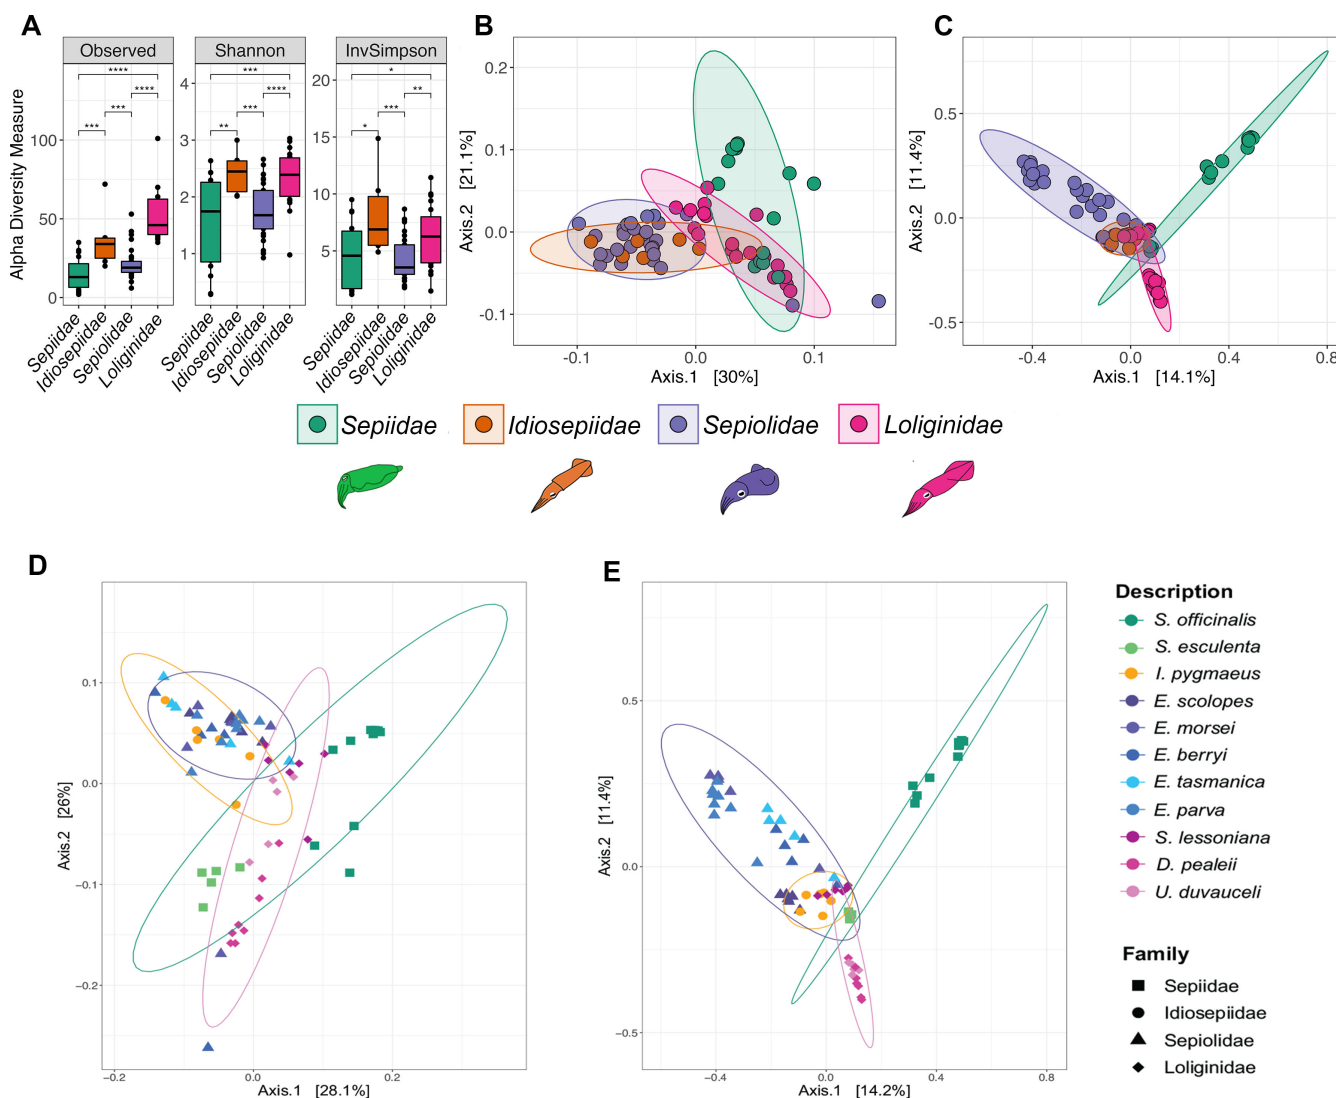 A
B
C
Observed
Shannon
InvSimpson
Alpha Diversity Measure
0
50
100
1
2
3
4
5
10
15
20
****
***
***
****
***
**
***
****
*
*
***
**
Sepiidae
Idiosepiidae
Sepiolidae
Loliginidae
Sepiidae
Idiosepiidae
Sepiolidae
Loliginidae
Sepiidae
Idiosepiidae
Sepiolidae
Loliginidae
Axis.2 [21.1%]
0.2
0.1
0.0
-0.1
-0.1
0.0
0.1
Axis.1 [30%]
Axis.2 [11.4%]
0.5
0.0
-0.5
-0.4
0.0
0.4
0.8
Axis.1 [14.1%]
Sepiidae
Idiosepiidae
Sepiolidae
Loliginidae
D
E
Axis.2 [26%]
0.1
0.0
−0.1
−0.2
−0.2
0.0
0.2
Axis.1 [28.1%]
Axis.2 [11.4%]
0.5
0.0
−0.5
−0.4
0.0
0.4
0.8
Axis.1 [14.2%]
Description
S. officinalis
S. esculenta
I. pygmaeus
E. scolopes
E. morsei
E. berryi
E. tasmanica
E. parva
S. lessoniana
D. pealeii
U. duvauceli
Family
Sepiidae
Idiosepiidae
Sepiolidae
Loliginidae